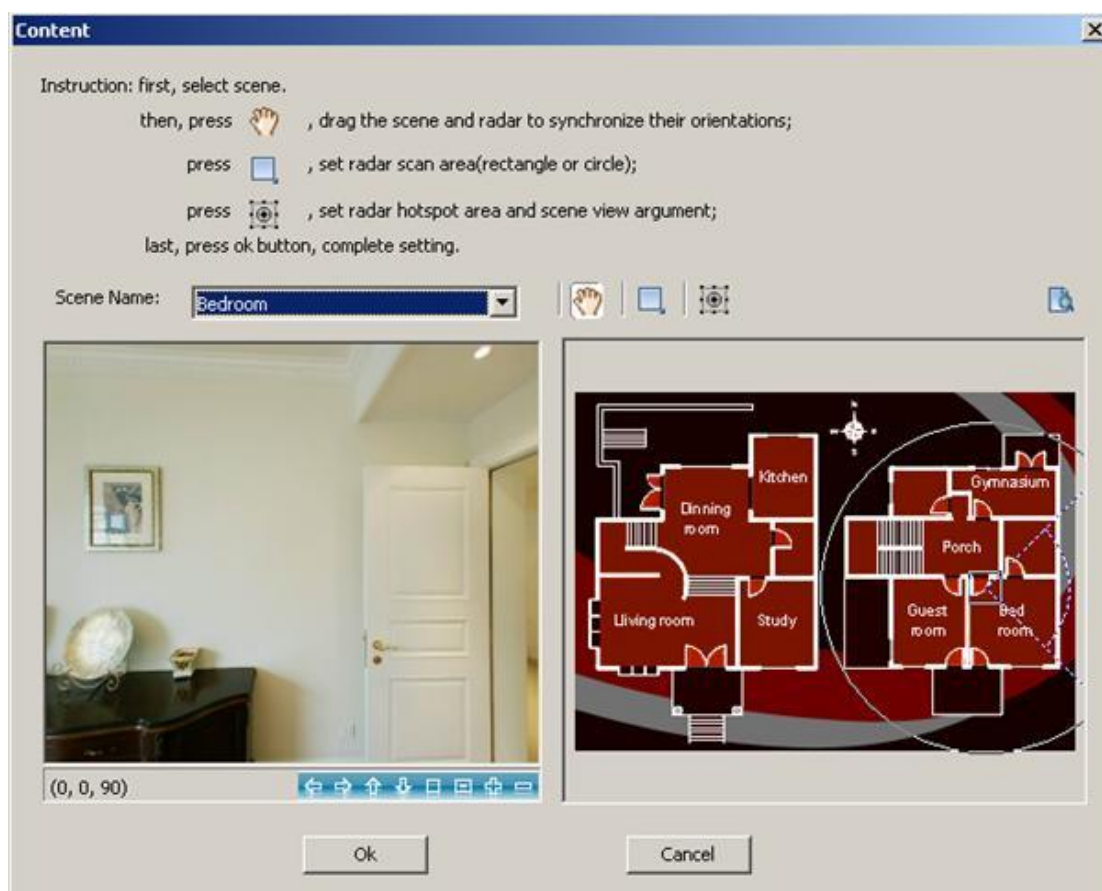 Content
Instruction: first, select scene.
then, press , drag the scene and radar to synchronize their orientations;
press , set radar scan area(rectangle or circle);
press , set radar hotspot area and scene view argument;
last, press ok button, complete setting.
Scene Name: Bedroom
Kitchen
Dinning
room
Lliving room
Study
Gymnasium
Porch
Guest
room
Bed
room
(0, 0, 90)
Ok Cancel